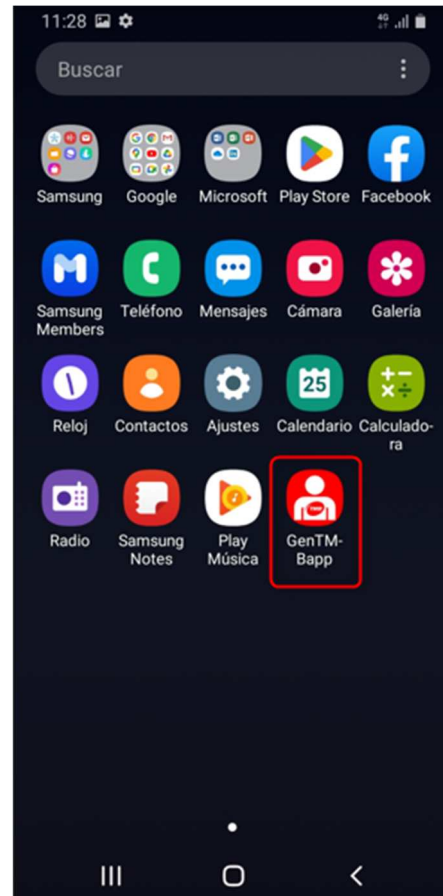 11:28
4G
Buscar
Samsung Google Microsoft Play Store Facebook
Samsung Members Teléfono Mensajes Cámara Galería
25
Reloj Contactos Ajustes Calendario Calculado-
ra
Radio Samsung Notes Play Música GenTM-
Bapp